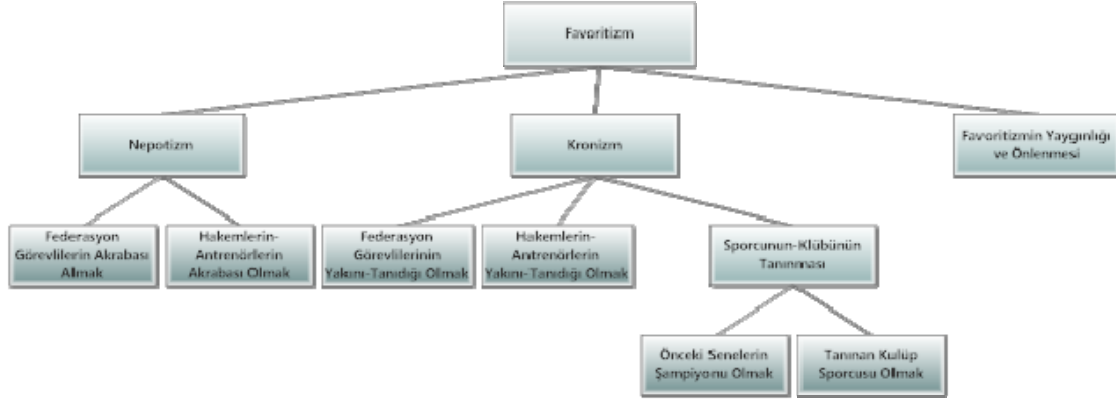 Favoritizm
Nepotizm
Kronizm
Favoritizmin Yaygınlığı
ve Önlenmesi
Federasyon
Görevlilerin Akrabası
Almak
Hakemlerin-
Antrenörlerin
Akrabası Olmak
Federasyon
Görevlilerinin
Yakını-Tanıdığı Olmak
Hakemlerin-
Antrenörlerin
Yakını-Tanıdığı Olmak
Sporcunun-Klübünün
Tanınması
Önceki Senelerin
Şampiyonu Olmak
Tanınan Kulüp
Sporcusu Olmak